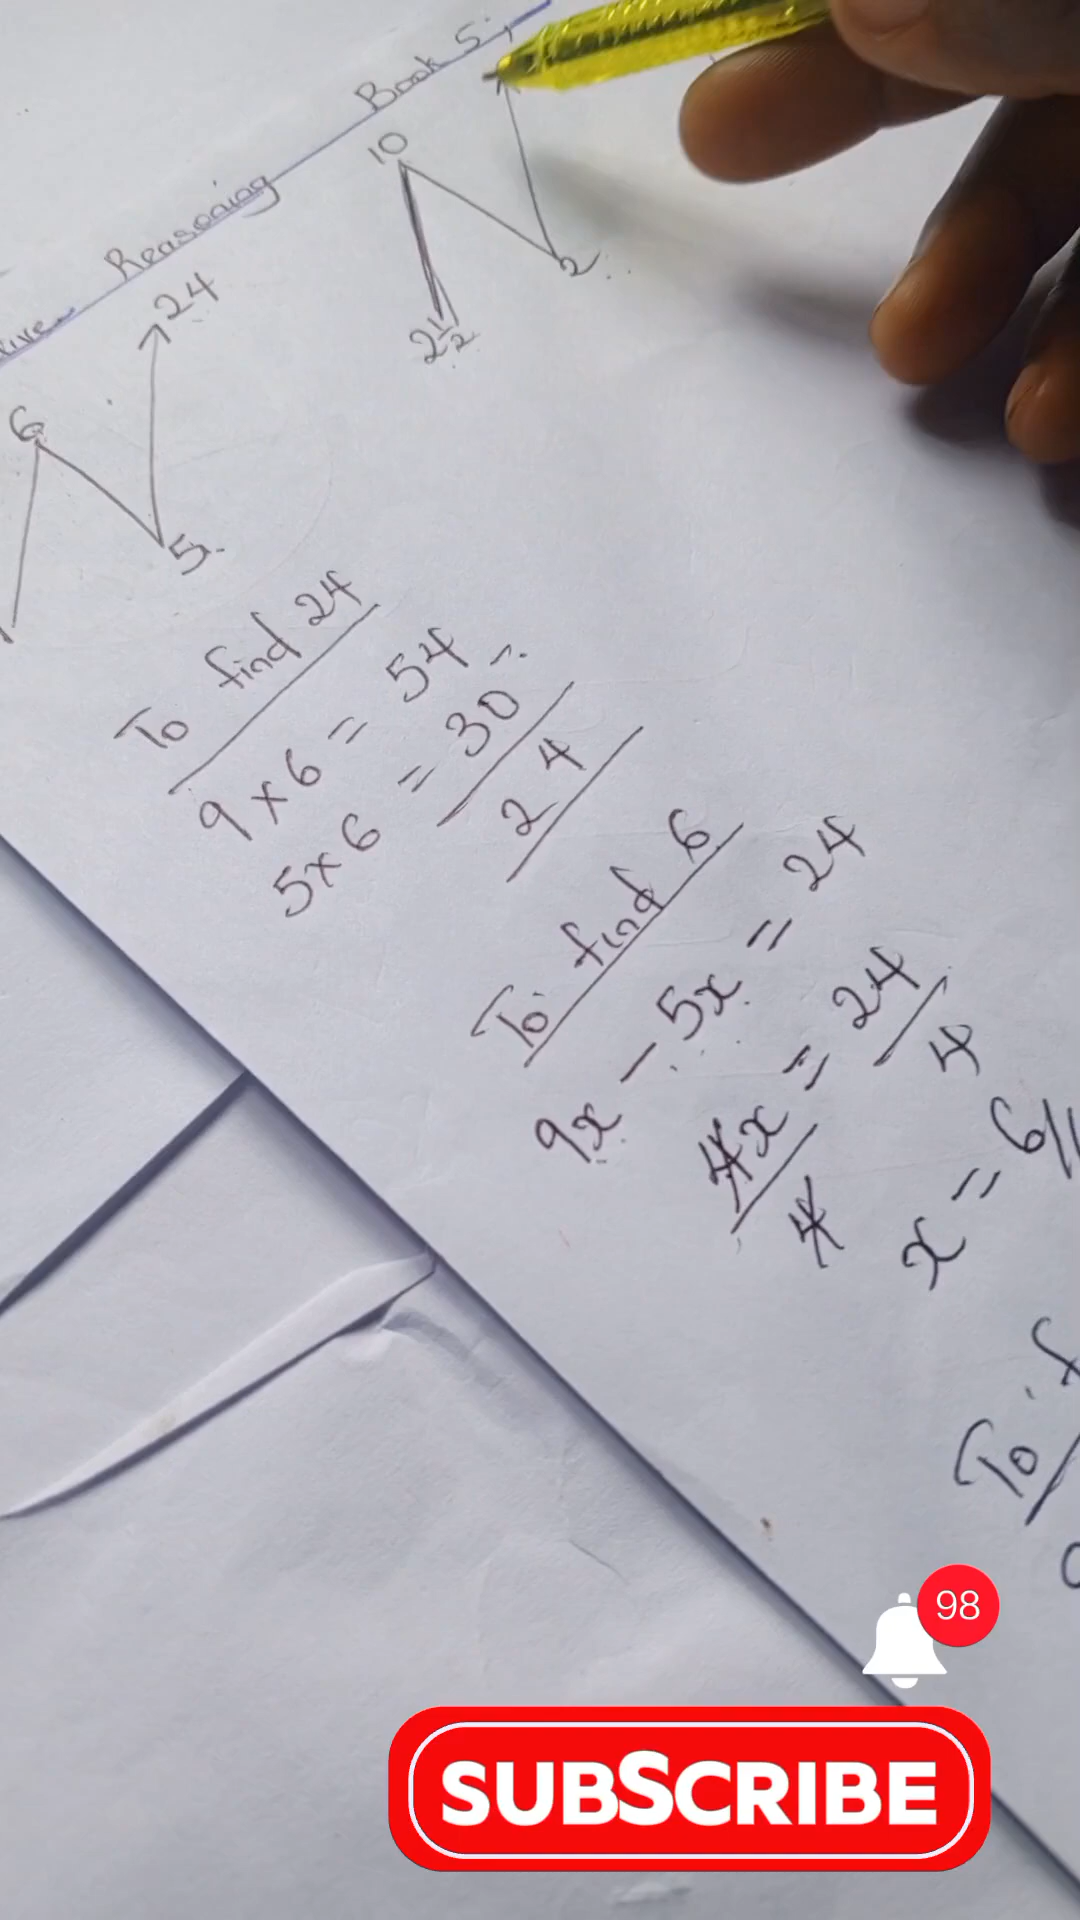 Reasoning Book 5
10
2
2½
24
6
5
To find 24
9 x 6 = 54
5 x 6 = 30 -
24
To find 6
9x - 5x = 24
4x = 24
4 4
x = 6
To
98
SUBSCRIBE